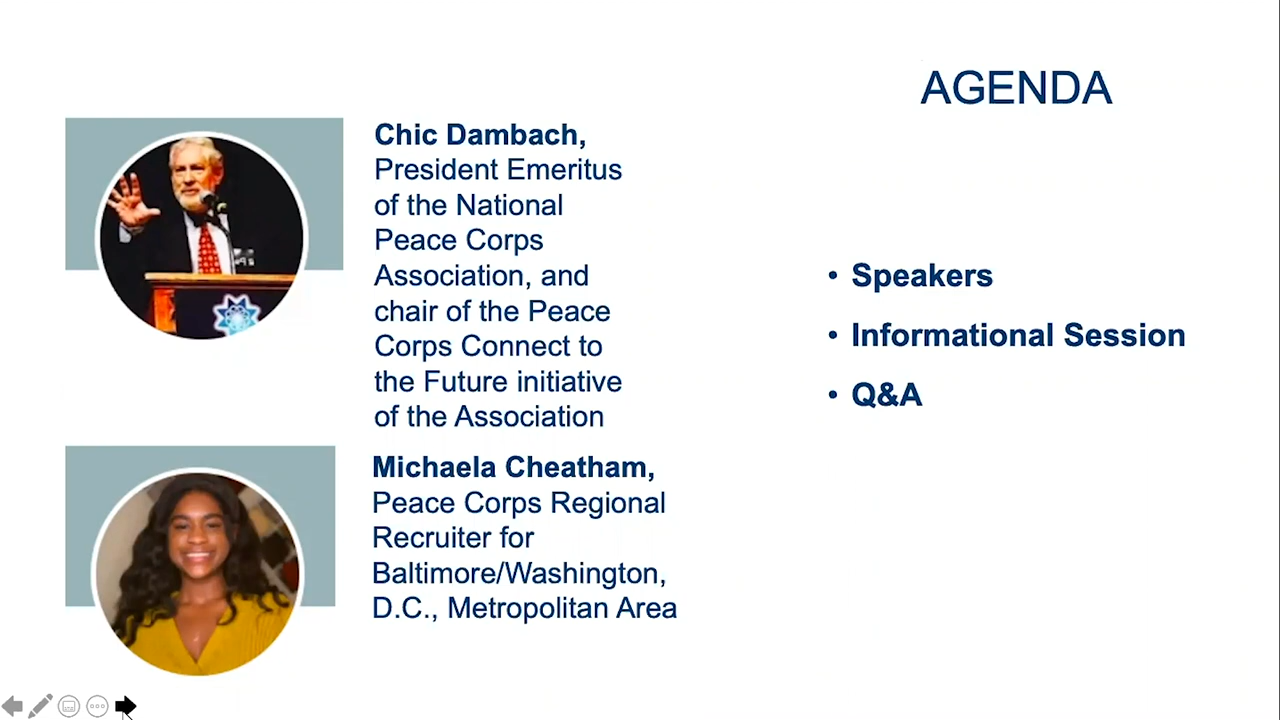 AGENDA
Chic Dambach,
President Emeritus
of the National
Peace Corps
Association, and
chair of the Peace
Corps Connect to
the Future initiative
of the Association
Michaela Cheatham,
Peace Corps Regional
Recruiter for
Baltimore/Washington,
D.C., Metropolitan Area
• Speakers
• Informational Session
• Q&A